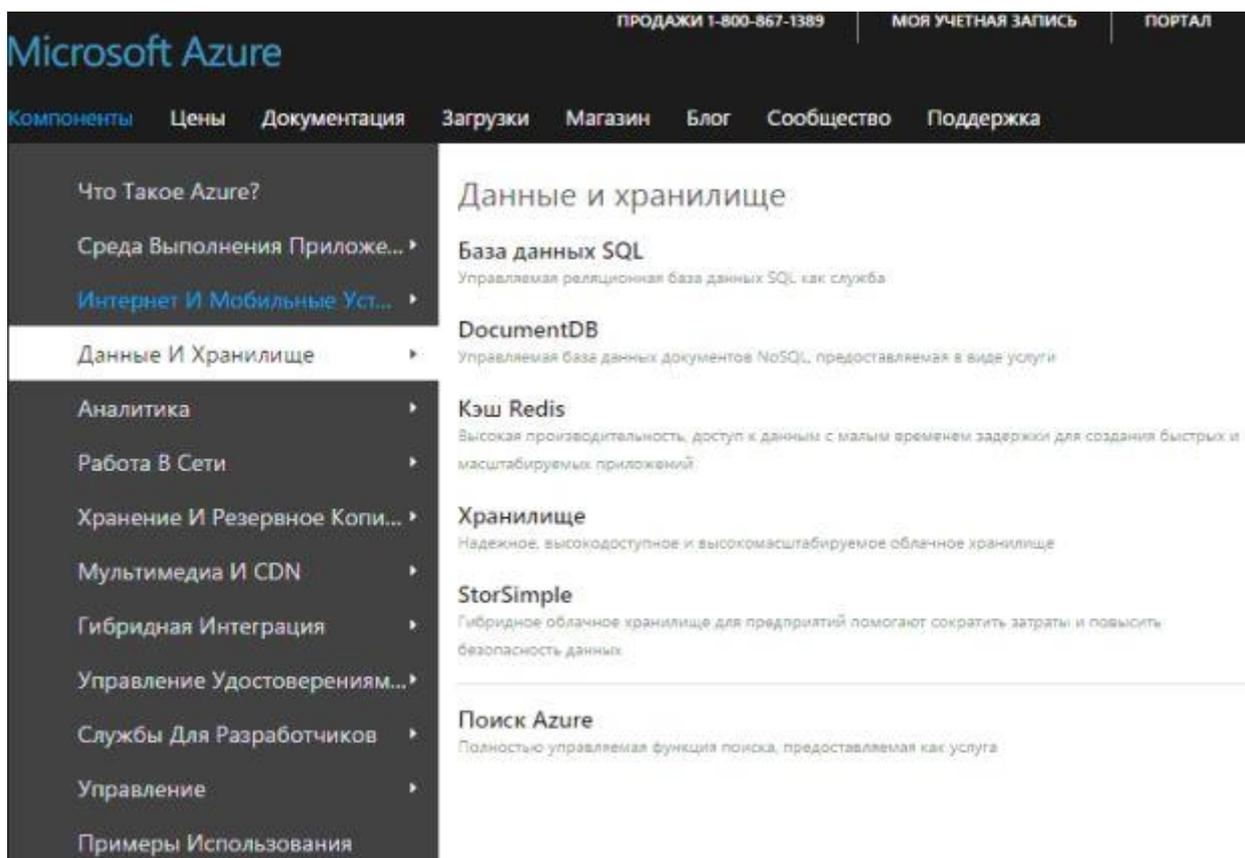 ПРОДАЖИ 1-800-867-1389 МОЯ УЧЕТНАЯ ЗАПИСЬ ПОРТАЛ
Microsoft Azure
Компоненты Цены Документация Загрузки Магазин Блог Сообщество Поддержка
Что Такое Azure?
Среда Выполнения Приложе...
Интернет И Мобильные Уст...
Данные И Хранилище
Аналитика
Работа В Сети
Хранение И Резервное Копи...
Мультимедиа И CDN
Гибридная Интеграция
Управление Удостоверениям...
Службы Для Разработчиков
Управление
Примеры Использования
Данные и хранилище
База данных SQL
Управляемая реляционная база данных SQL как служба
DocumentDB
Управляемая база данных документов NoSQL, предоставляемая в виде услуги
Кэш Redis
Высокая производительность, доступ к данным с малым временем задержки для создания быстрых и
масштабируемых приложений
Хранилище
Надежное, высокодоступное и высокомасштабируемое облачное хранилище
StorSimple
Гибридное облачное хранилище для предприятий помогают сократить затраты и повысить
безопасность данных
Поиск Azure
Полностью управляемая функция поиска, предоставляемая как услуга